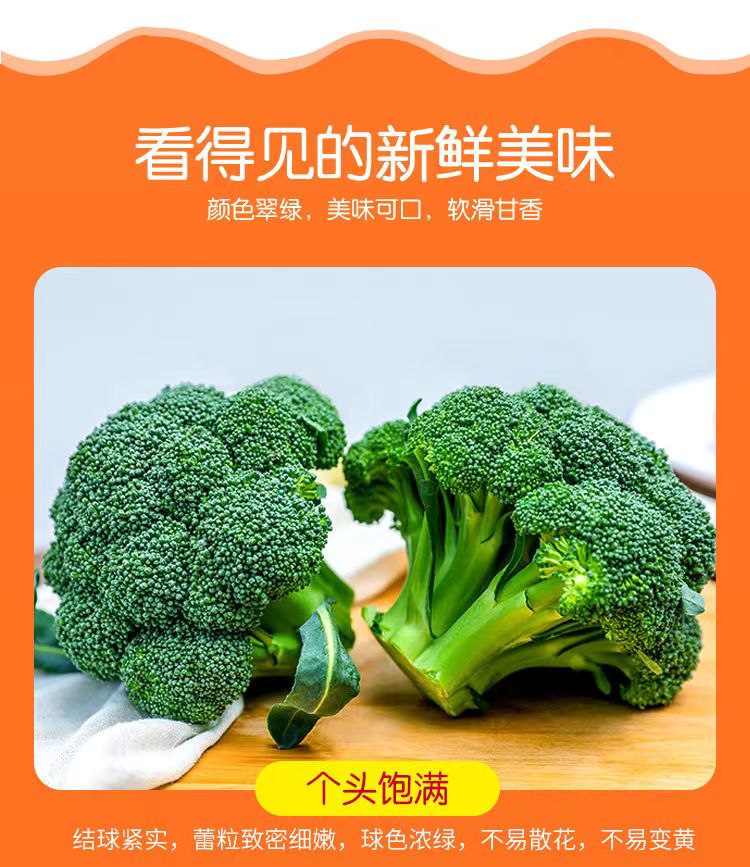 看得见的新鲜美味
颜色翠绿，美味可口，软滑甘香
个头饱满
结球紧实，蕾粒致密细嫩，球色浓绿，不易散花，不易变黄